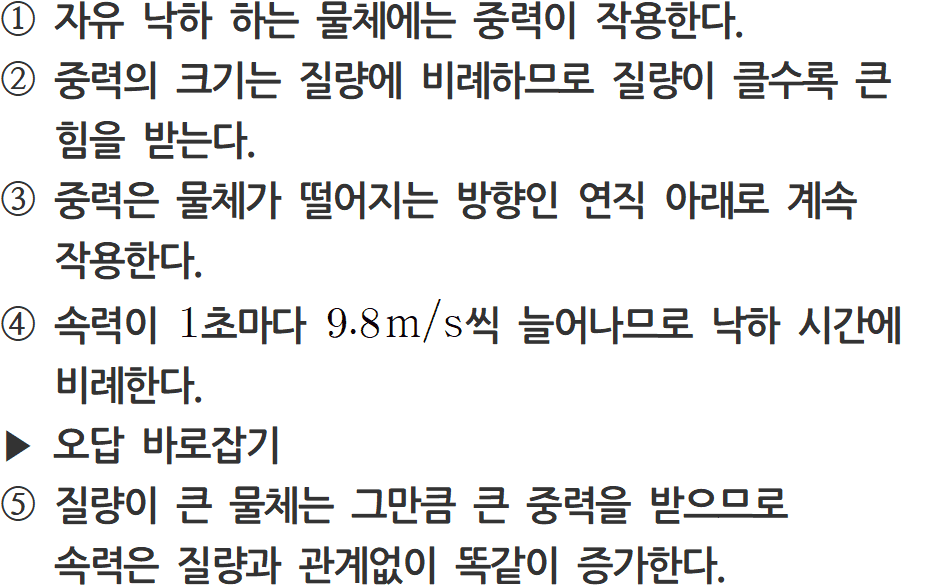 ① 자유 낙하 하는 물체에는 중력이 작용한다.
② 중력의 크기는 질량에 비례하므로 질량이 클수록 큰
힘을 받는다.
③ 중력은 물체가 떨어지는 방향인 연직 아래로 계속
작용한다.
④ 속력이 1초마다 9.8m/s씩 늘어나므로 낙하 시간에
비례한다.
▶ 오답 바로잡기
⑤ 질량이 큰 물체는 그만큼 큰 중력을 받으므로
속력은 질량과 관계없이 똑같이 증가한다.